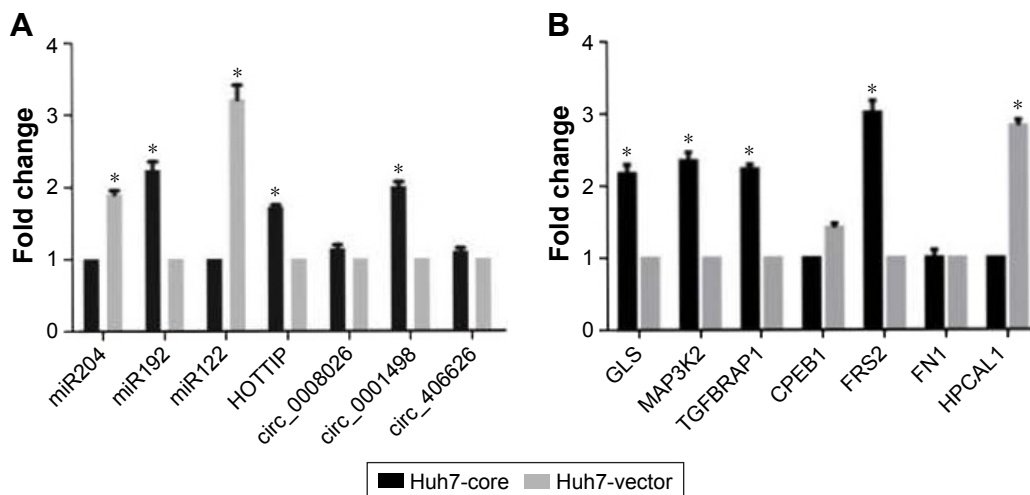 A
Fold change
4
3
2
1
0
*
*
*
*
*
miR204
miR192
miR122
HOTTIP
circ_0008026
circ_0001498
circ_406626
B
Fold change
4
3
2
1
0
*
*
*
*
*
GLS
MAP3K2
TGFBRAP1
CPEB1
FRS2
FN1
HPCAL1
Huh7-core Huh7-vector